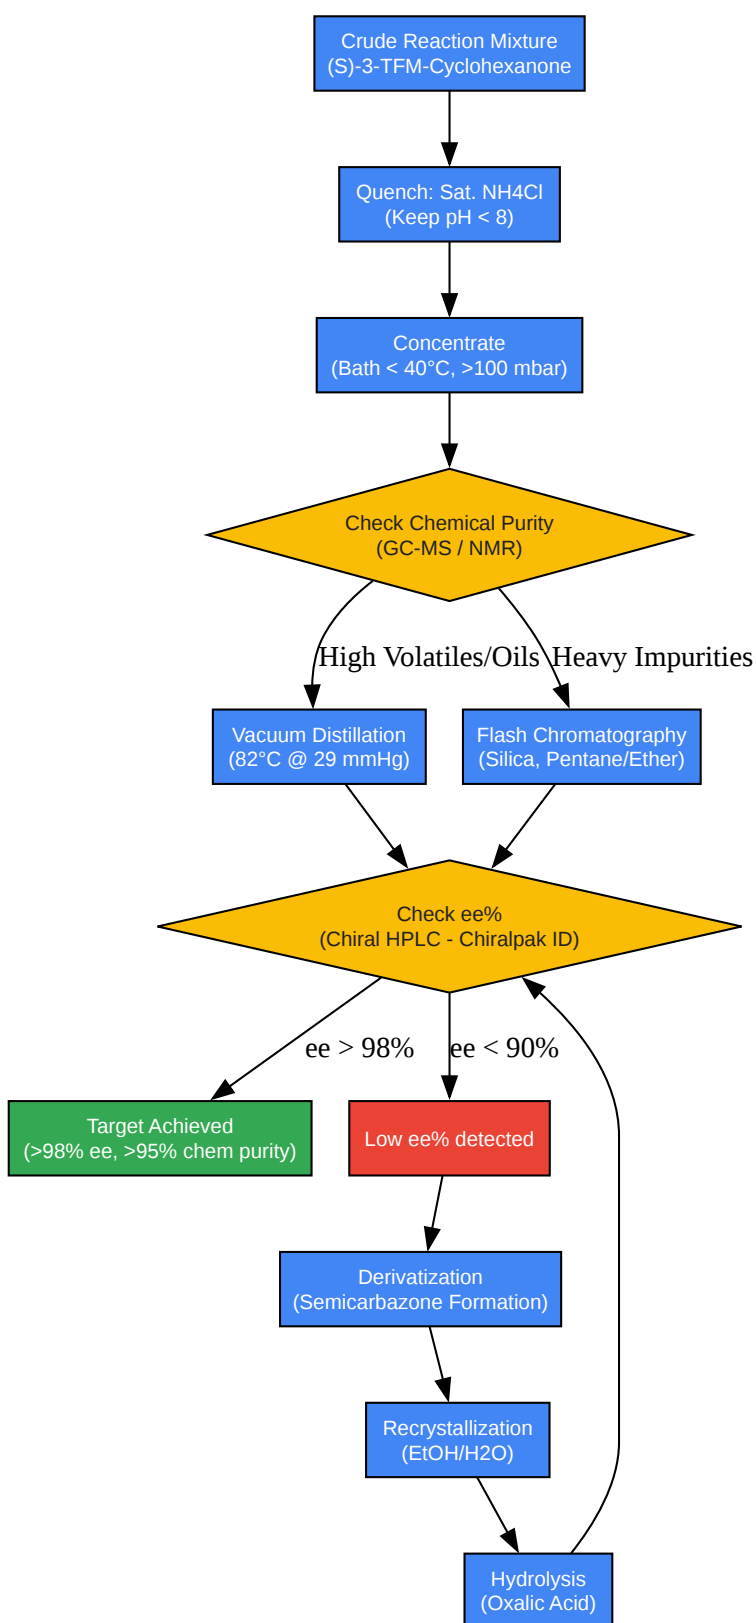 Crude Reaction Mixture
(S)-3-TFM-Cyclohexanone
Quench: Sat. NH4Cl
(Keep pH < 8)
Concentrate
(Bath < 40°C, >100 mbar)
Check Chemical Purity
(GC-MS / NMR)
High Volatiles/Oils
Heavy Impurities
Vacuum Distillation
(82°C @ 29 mmHg)
Flash Chromatography
(Silica, Pentane/Ether)
Check ee%
(Chiral HPLC - Chiralpak ID)
ee > 98%
ee < 90%
Target Achieved
(>98% ee, >95% chem purity)
Low ee% detected
Derivatization
(Semicarbazone Formation)
Recrystallization
(EtOH/H2O)
Hydrolysis
(Oxalic Acid)